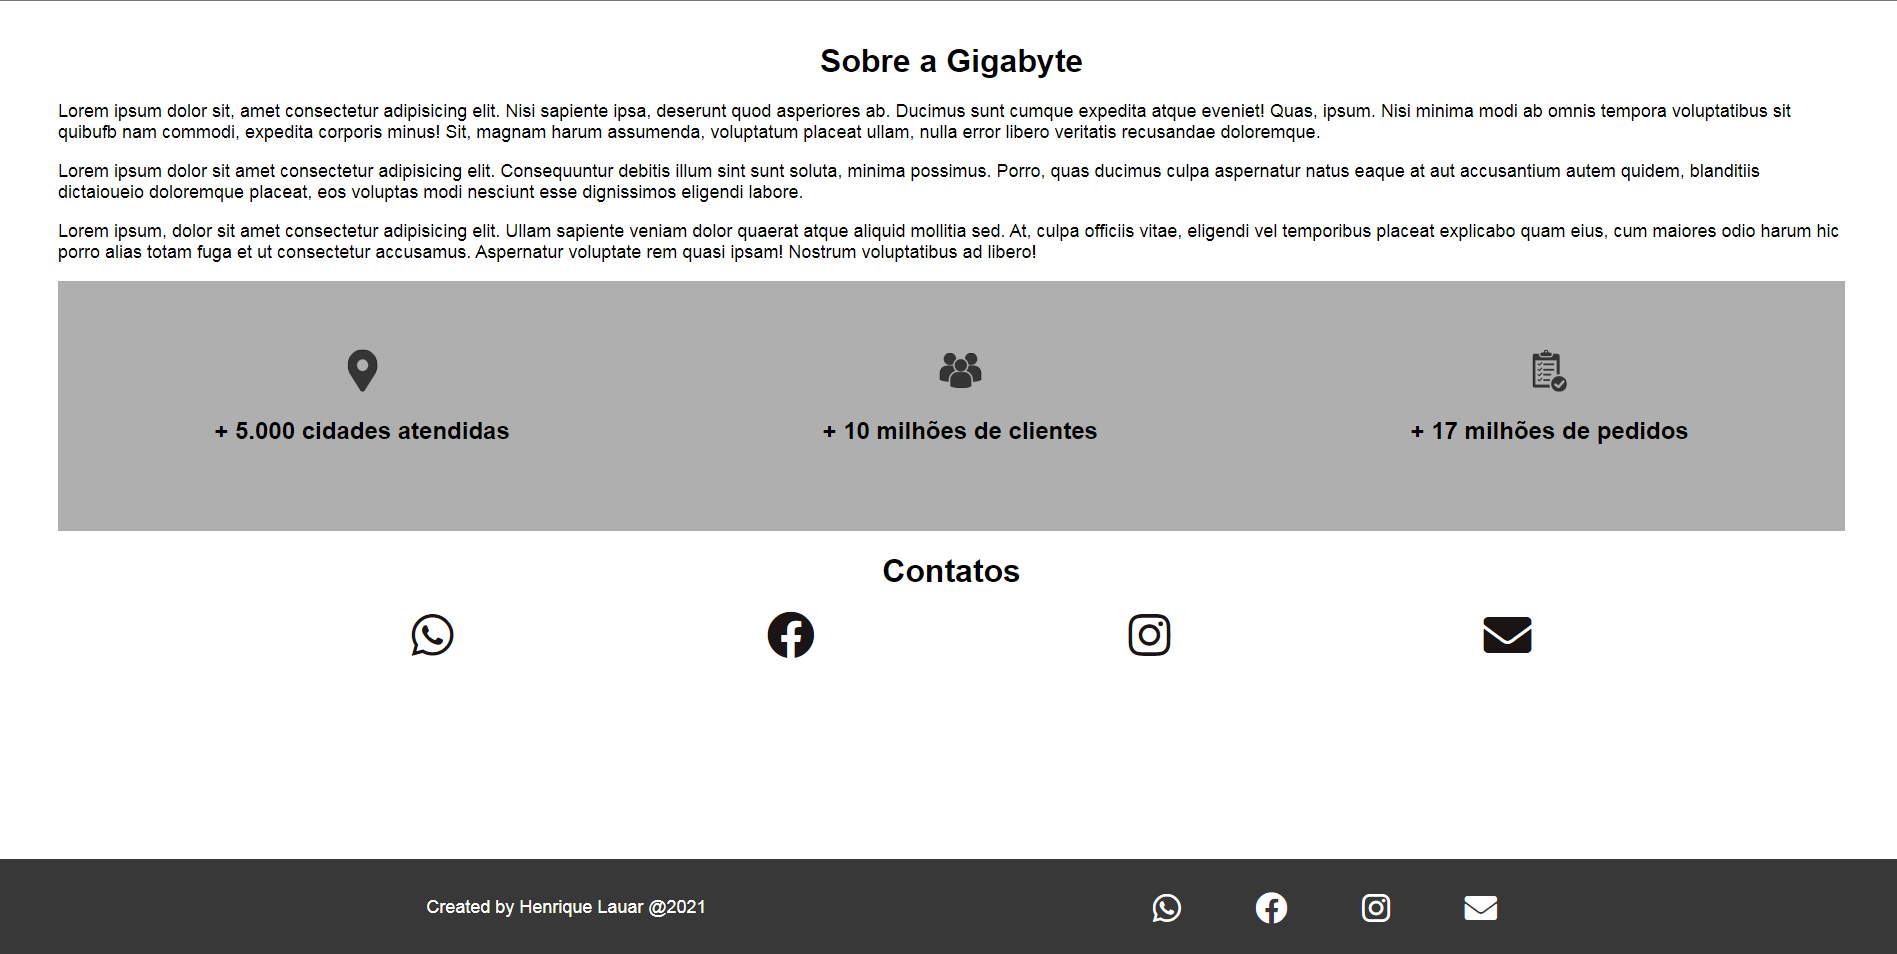 Sobre a Gigabyte
Lorem ipsum dolor sit, amet consectetur adipisicing elit. Nisi sapiente ipsa, deserunt quod asperiores ab. Ducimus sunt cumque expedita atque eveniet! Quas, ipsum. Nisi minima modi ab omnis tempora voluptatibus sit
quibufb nam commodi, expedita corporis minus! Sit, magnam harum assumenda, voluptatum placeat ullam, nulla error libero veritatis recusandae doloremque.
Lorem ipsum dolor sit amet consectetur adipisicing elit. Consequuntur debitis illum sint sunt soluta, minima possimus. Porro, quas ducimus culpa aspernatur natus eaque at aut accusantium autem quidem, blanditiis
dictaioueio doloremque placeat, eos voluptas modi nesciunt esse dignissimos eligendi labore.
Lorem ipsum, dolor sit amet consectetur adipisicing elit. Ullam sapiente veniam dolor quaerat atque aliquid mollitia sed. At, culpa officiis vitae, eligendi vel temporibus placeat explicabo quam eius, cum maiores odio harum hic
porro alias totam fuga et ut consectetur accusamus. Aspernatur voluptate rem quasi ipsam! Nostrum voluptatibus ad libero!
+ 5.000 cidades atendidas
+ 10 milhões de clientes
+ 17 milhões de pedidos
Contatos
Created by Henrique Lauar @2021